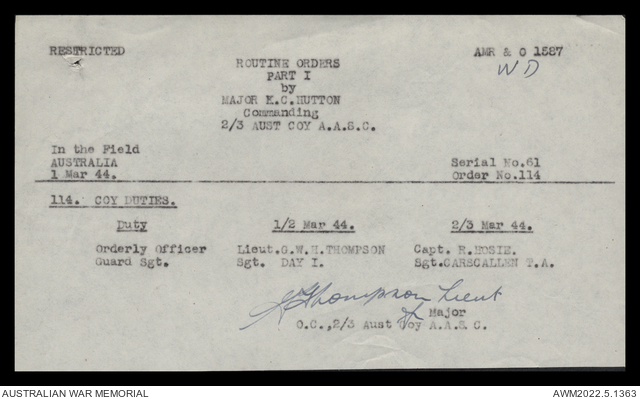 RESTRICTED
AMR & C 1587
WD
ROUTINE ORDERS
PART I
by
MAJOR K.C.HUTTON
Commanding
2/3 AUST COY A.A.S.C.
In the Field
AUSTRALIA
1 Mar 44.
Serial No.61
Order No.114
114. COY DUTIES.
Duty 1/2 Mar 44. 2/3 Mar 44.
Orderly Officer Lieut.G.W.H.THOMPSON Capt. R.HOSIE.
Guard Sgt. Sgt. DAY I. Sgt.CARSCALLEN T.A.
Thompson Lieut
for Major
O.C.,2/3 Aust Coy A.A.S.C.
AUSTRALIAN WAR MEMORIAL
AWM2022.5.1363